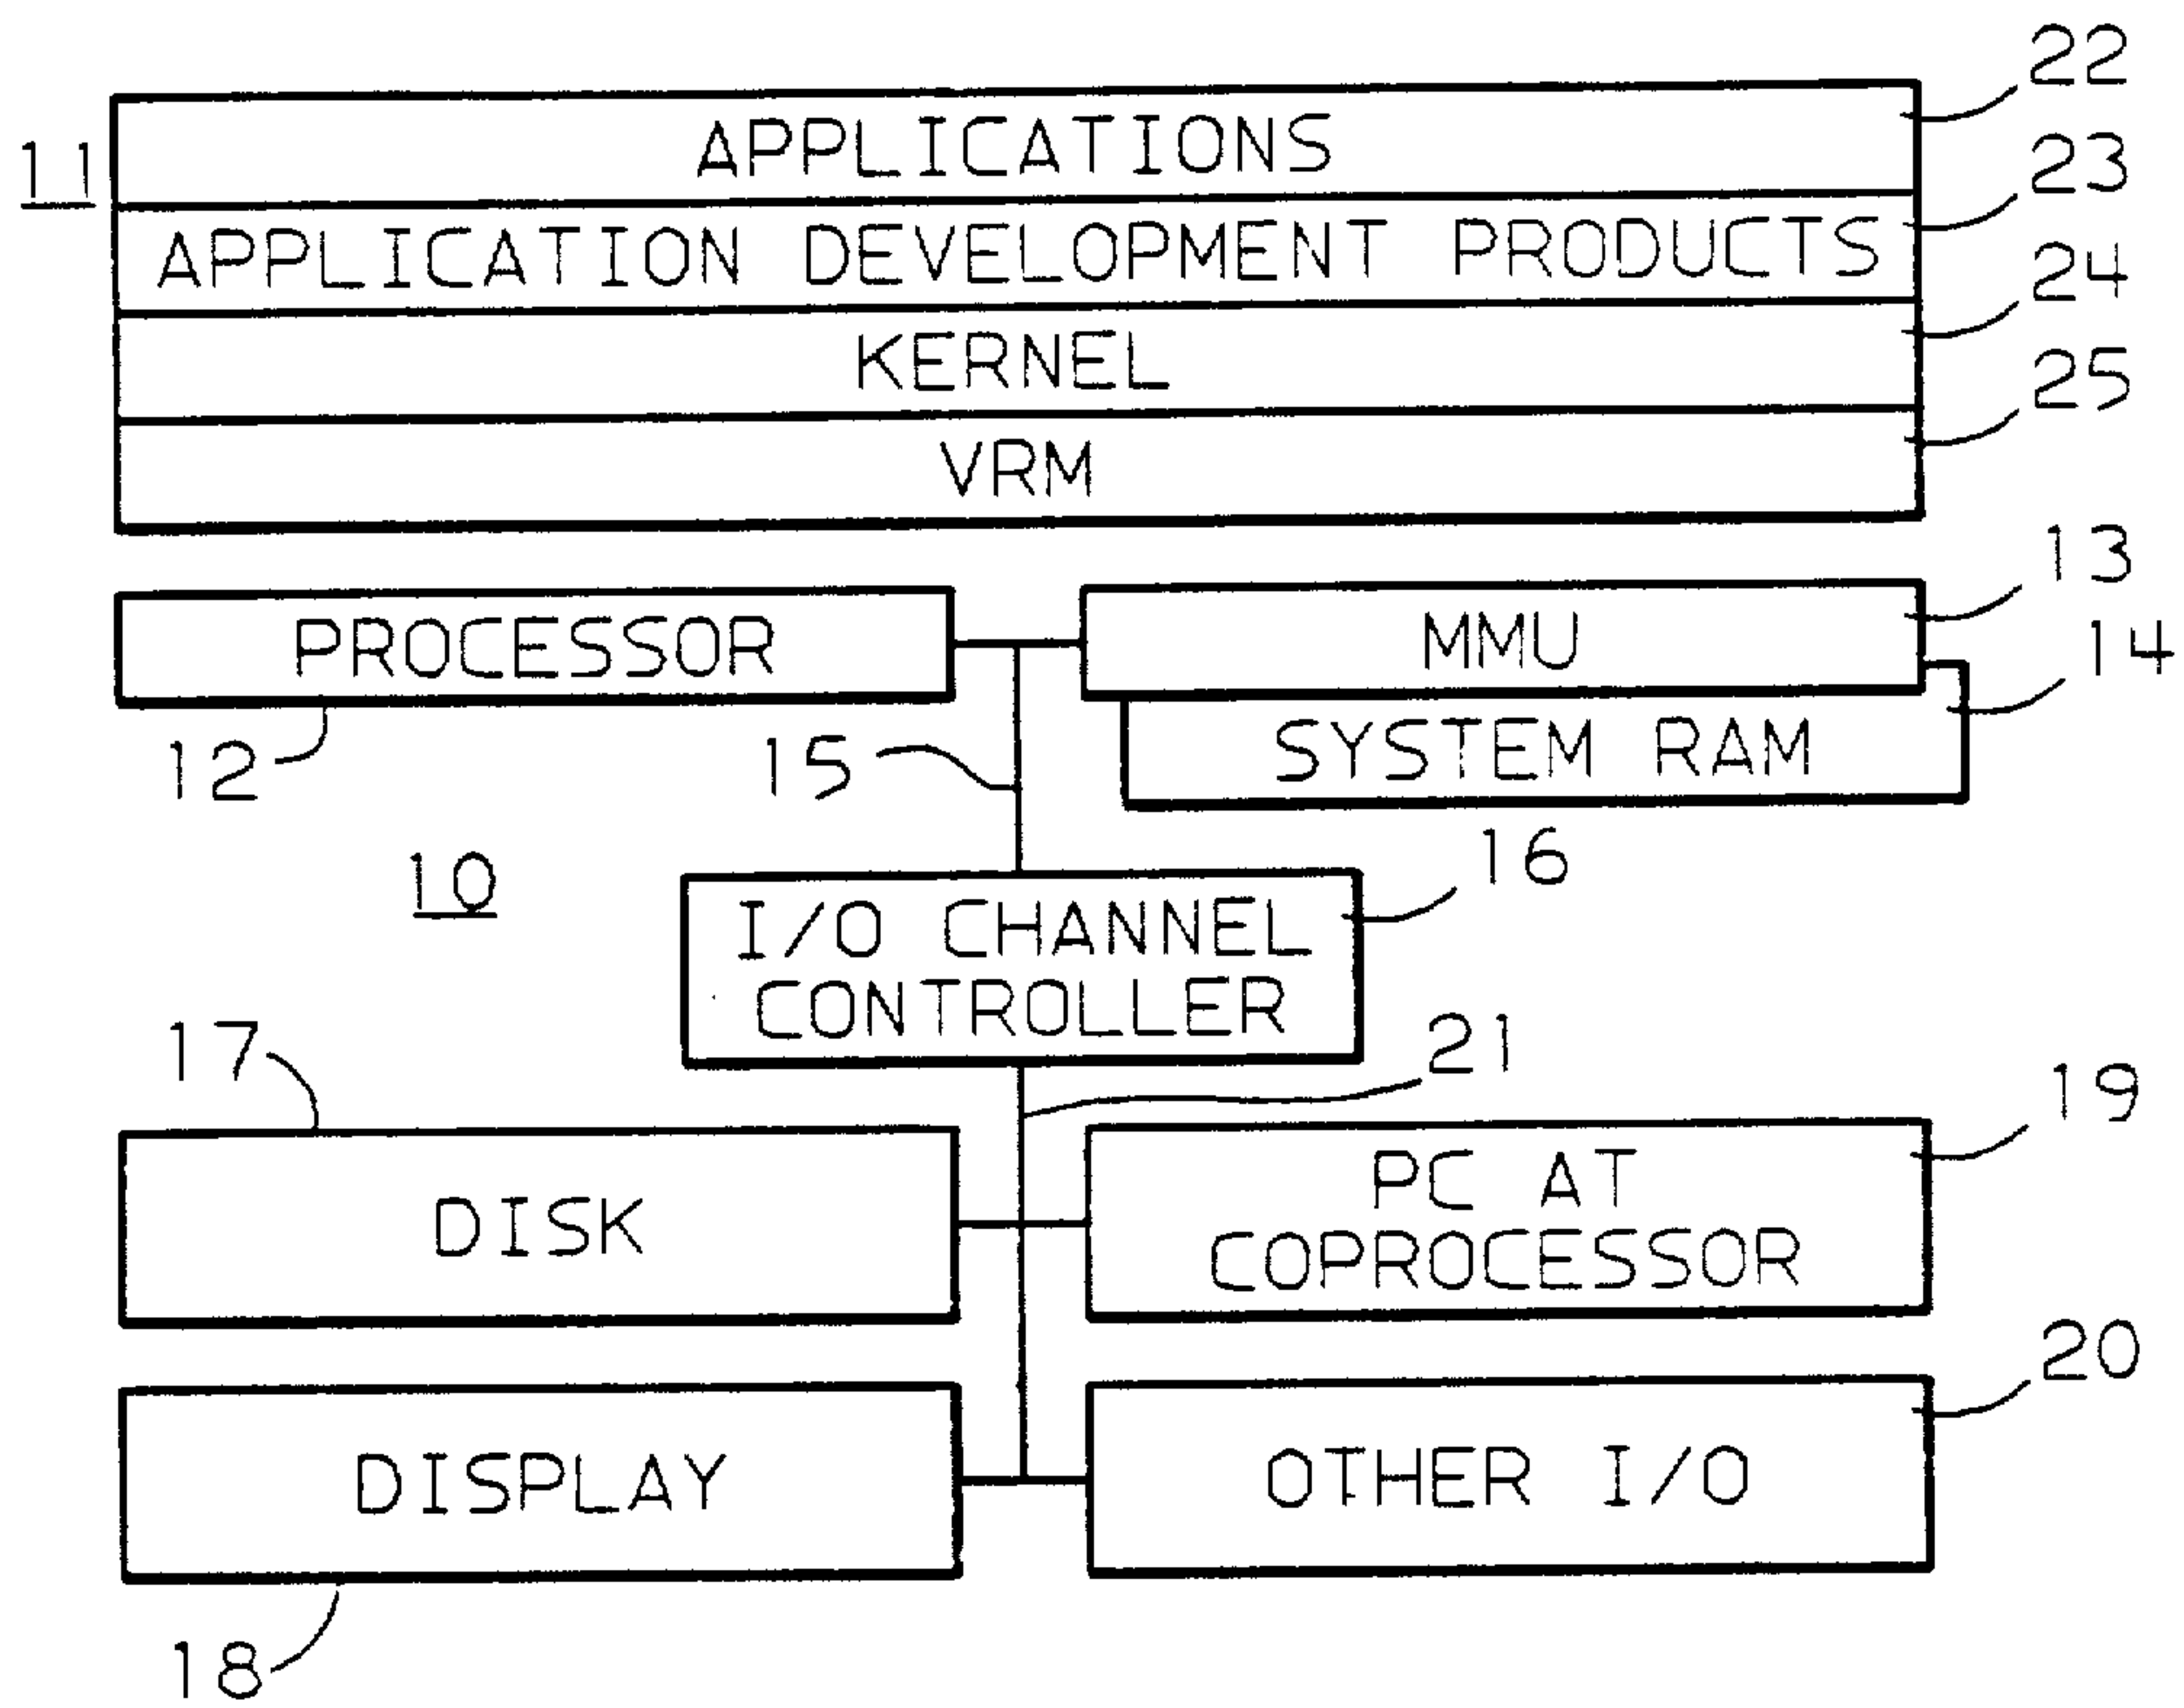 22
APPLICATIONS
11
23
APPLICATION DEVELOPMENT PRODUCTS
24
KERNEL
25
VRM
13
PROCESSOR
MMU
14
SYSTEM RAM
12
15
16
10
I/O CHANNEL
CONTROLLER
17
21
19
PC AT
COPROCESSOR
DISK
20
DISPLAY
OTHER I/O
18